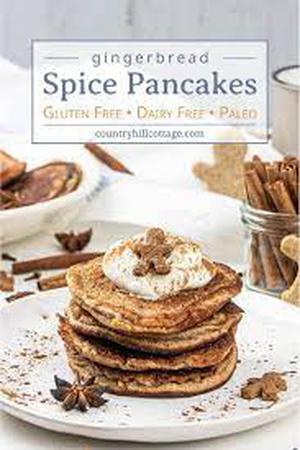 gingerbread
Spice Pancakes
Gluten Free • Dairy Free • Paleo
countryhillcottage.com